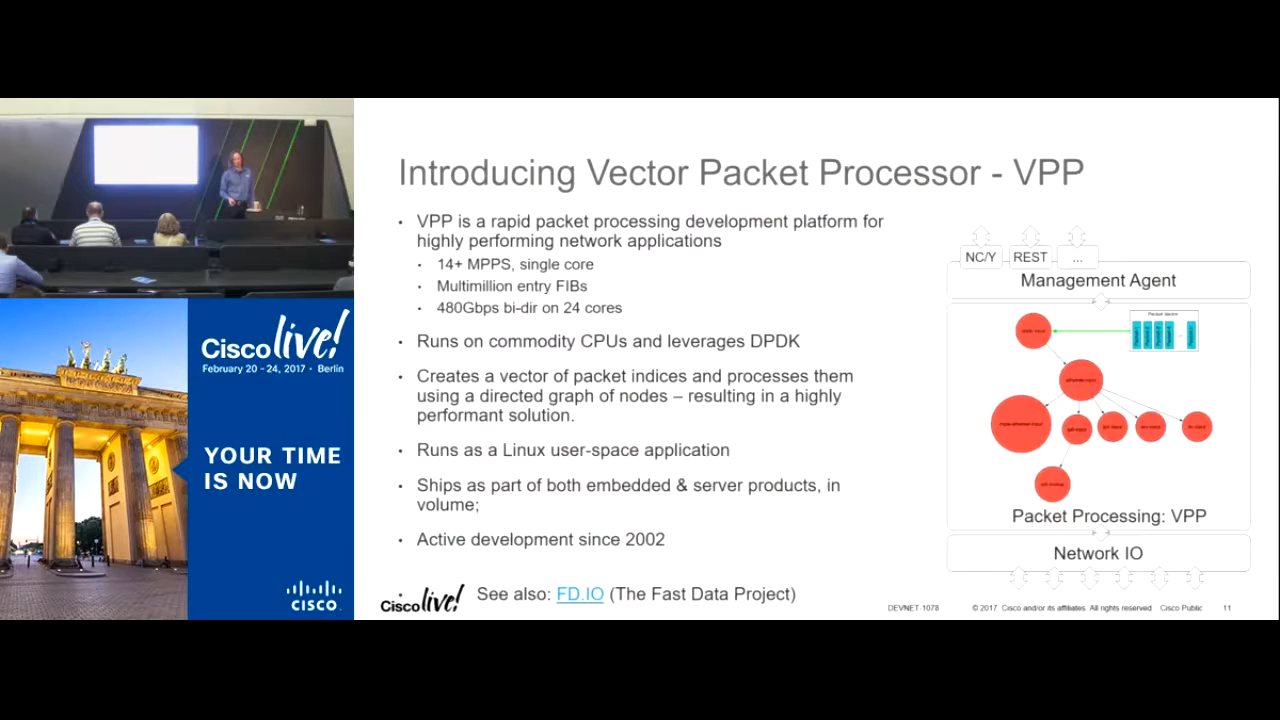 Introducing Vector Packet Processor - VPP
• VPP is a rapid packet processing development platform for
highly performing network applications
• 14+ MPPS, single core
• Multimillion entry FIBs
• 480Gbps bi-dir on 24 cores
• Runs on commodity CPUs and leverages DPDK
• Creates a vector of packet indices and processes them
using a directed graph of nodes – resulting in a highly
performant solution.
• Runs as a Linux user-space application
• Ships as part of both embedded & server products, in
volume;
• Active development since 2002
See also: FD.IO (The Fast Data Project)
NC/Y
REST
...
Management Agent
Packet Vector
Packet Processing: VPP
Network IO
Cisco live!
DEVNET-1078
© 2017 Cisco and/or its affiliates. All rights reserved
Cisco Public
11
Cisco live!
February 20 - 24, 2017 • Berlin
YOUR TIME
IS NOW
CISCO